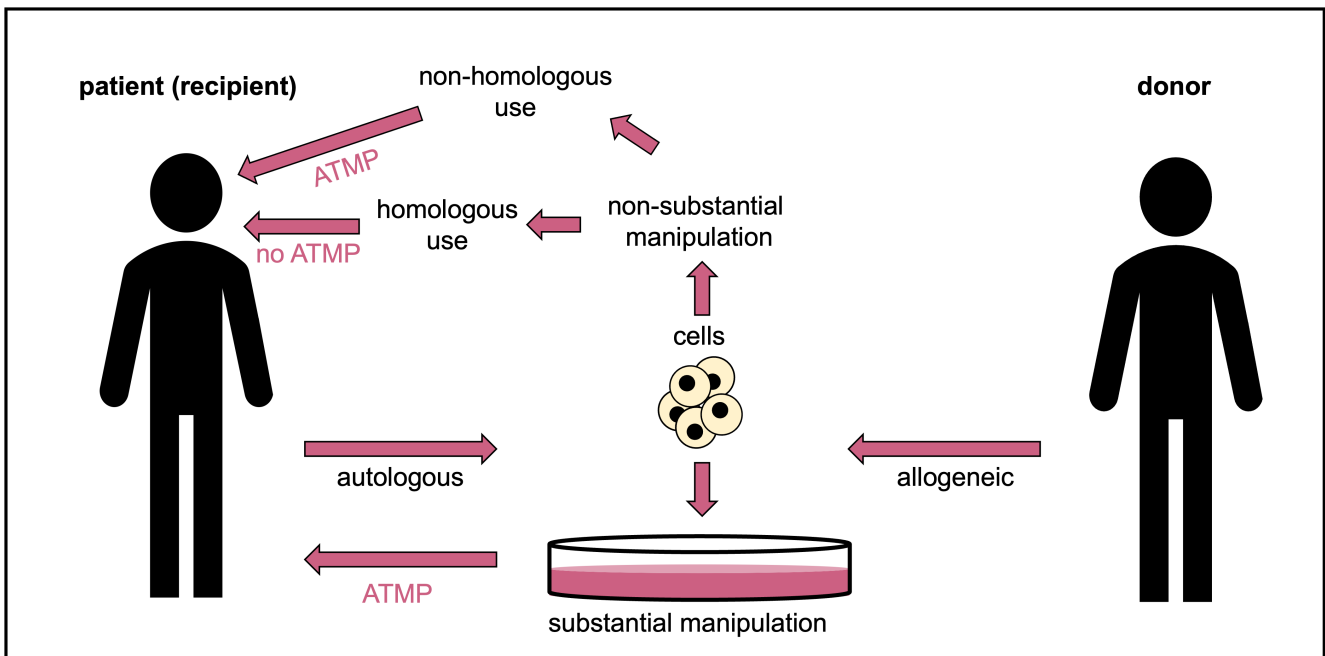 patient (recipient)
non-homologous
use
donor
ATMP
homologous
use
non-substantial
manipulation
no ATMP
cells
autologous
allogeneic
ATMP
substantial manipulation